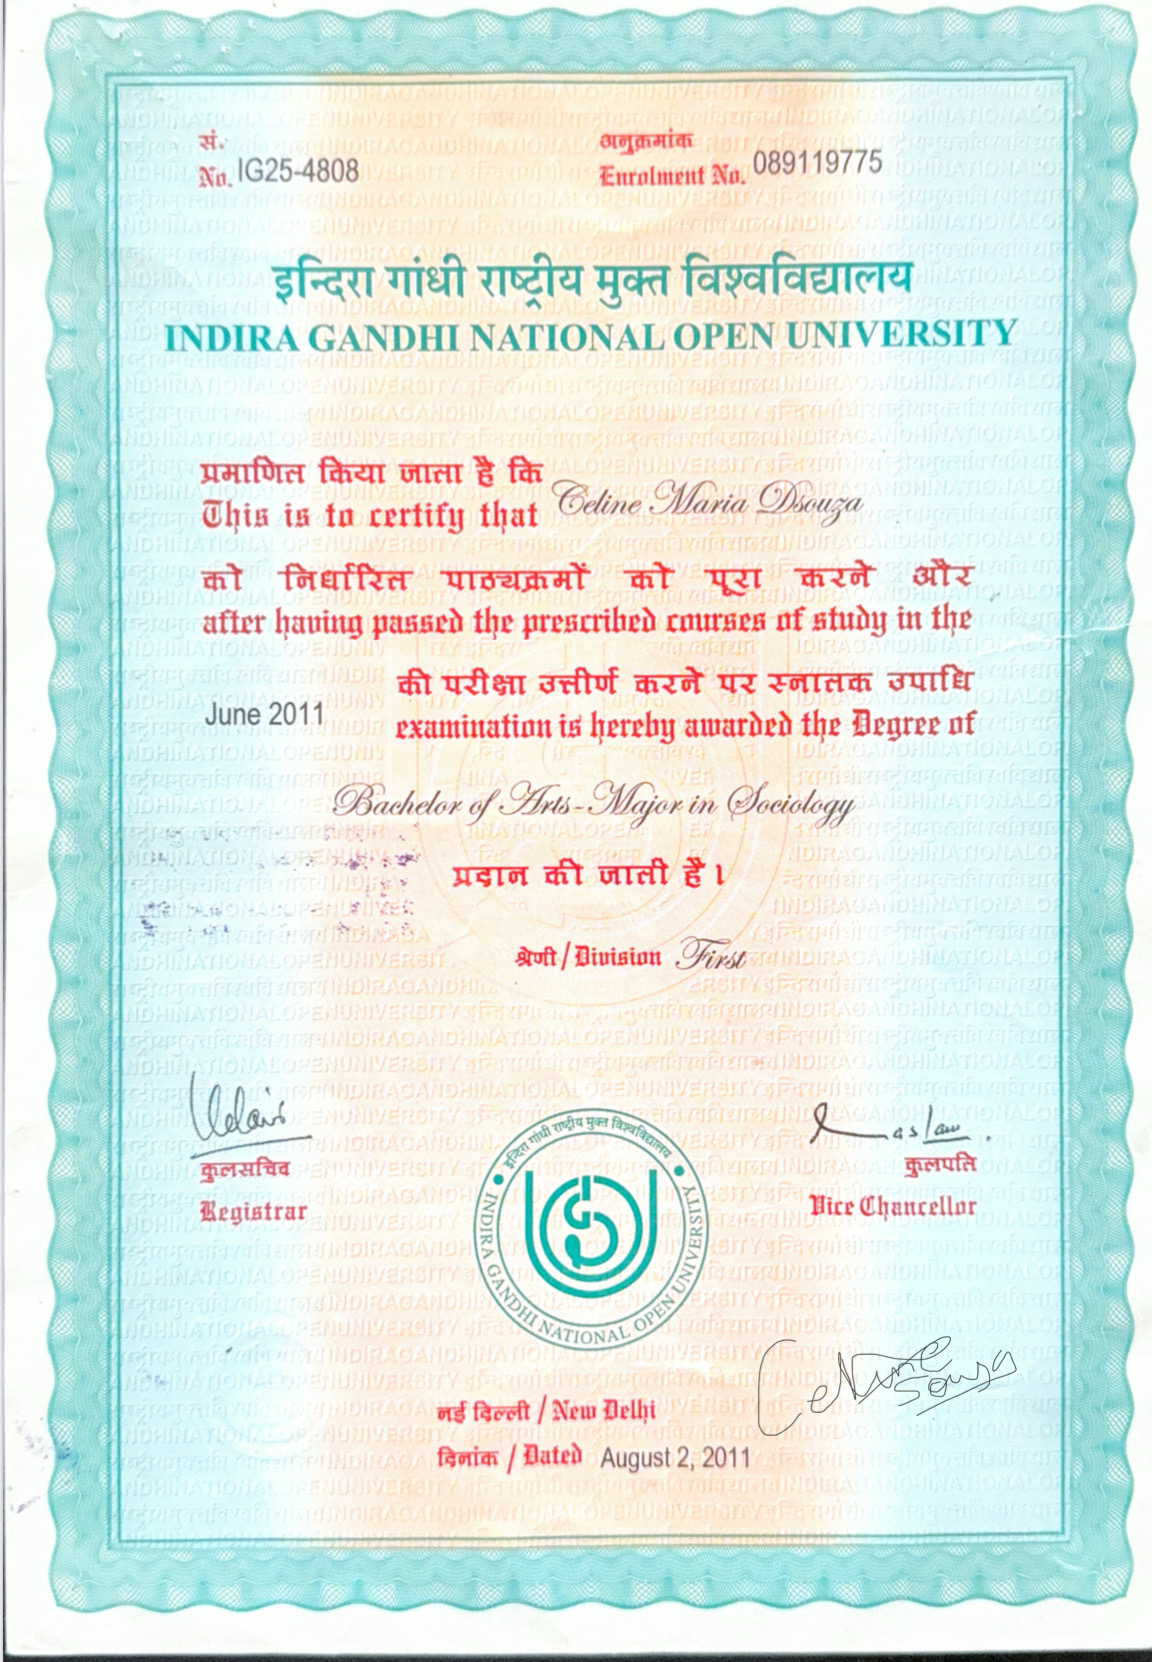 सं.
No. IG25-4808
अनुक्रमांक
Enrolment No. 089119775
इन्दिरा गांधी राष्ट्रीय मुक्त विश्वविद्यालय
INDIRA GANDHI NATIONAL OPEN UNIVERSITY
प्रमाणित किया जाता है कि
This is to certify that Celine Maria Dsouza
को निर्धारित पाठ्यक्रमों को पूरा करने और
after having passed the prescribed courses of study in the
की परीक्षा उत्तीर्ण करने पर स्नातक उपाधि
June 2011 examination is hereby awarded the Degree of
Bachelor of Arts-Major in Sociology
प्रदान की जाती है।
श्रेणी / Division First
कुलसचिव
Registrar
aslam
कुलपति
Vice Chancellor
इन्दिरा गांधी राष्ट्रीय मुक्त विश्वविद्यालय
INDIRA GANDHI NATIONAL OPEN UNIVERSITY
Celine
Sousa
नई दिल्ली / New Delhi
दिनांक / Dated August 2, 2011